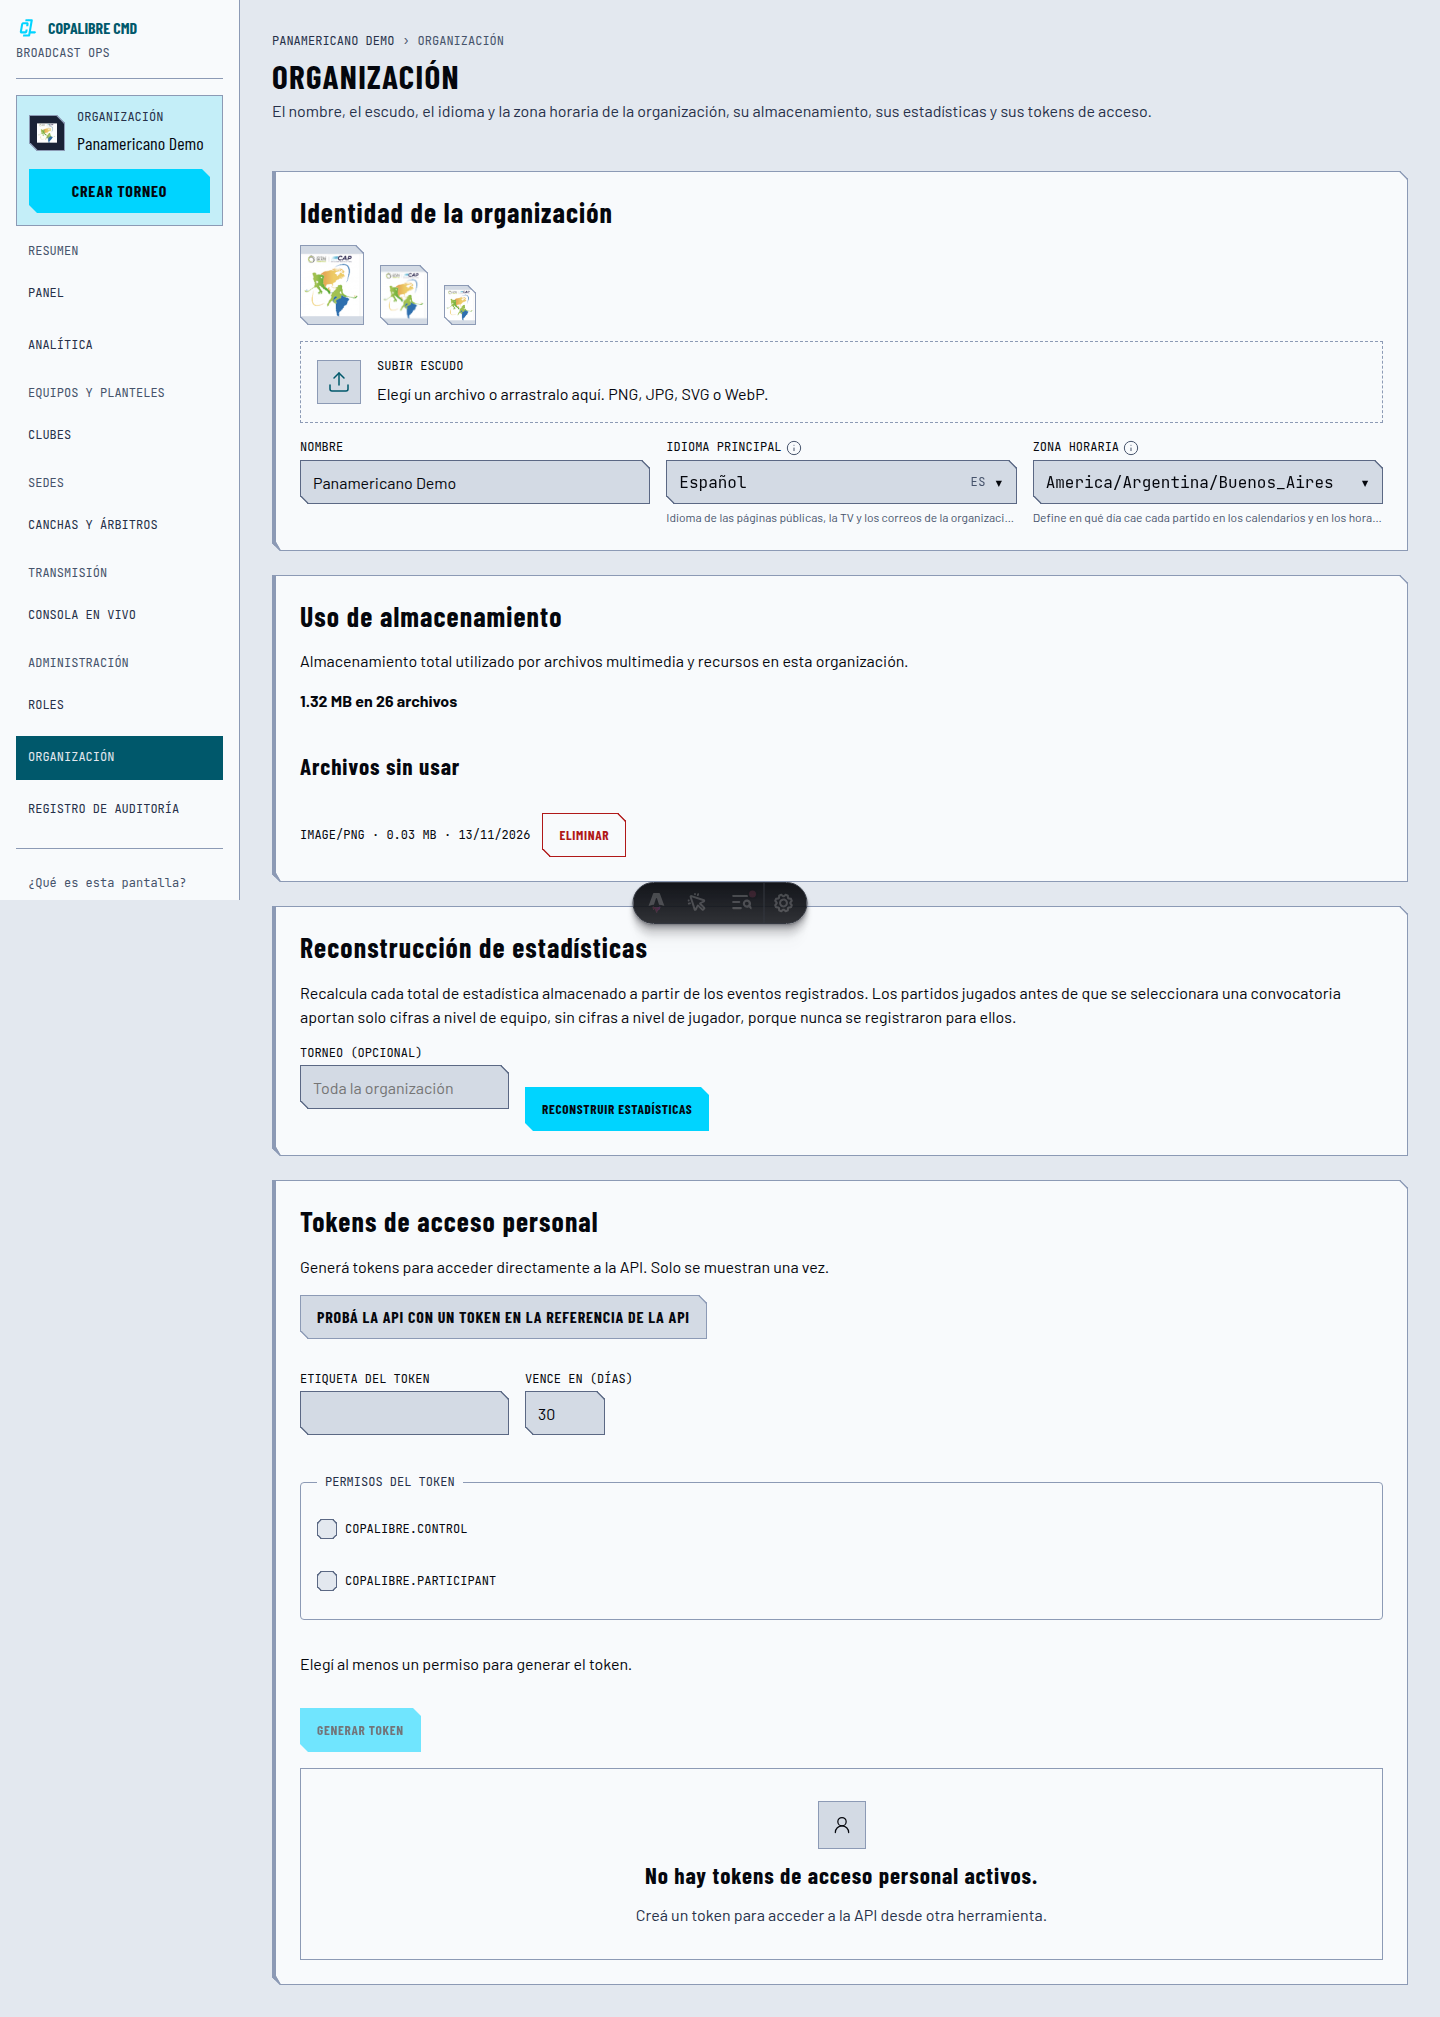 COPALIBRE CMD
BROADCAST OPS
ORGANIZACIÓN
Panamericano Demo
CREAR TORNEO
RESUMEN
PANEL
ANALÍTICA
EQUIPOS Y PLANTELES
CLUBES
SEDES
CANCHAS Y ÁRBITROS
TRANSMISIÓN
CONSOLA EN VIVO
ADMINISTRACIÓN
ROLES
ORGANIZACIÓN
REGISTRO DE AUDITORÍA
¿Qué es esta pantalla?
PANAMERICANO DEMO › ORGANIZACIÓN
ORGANIZACIÓN
El nombre, el escudo, el idioma y la zona horaria de la organización, su almacenamiento, sus estadísticas y sus tokens de acceso.
Identidad de la organización
CAP
CAP
SUBIR ESCUDO
Elegí un archivo o arrastralo aquí. PNG, JPG, SVG o WebP.
NOMBRE
Panamericano Demo
IDIOMA PRINCIPAL
Español ES ▾
Idioma de las páginas públicas, la TV y los correos de la organizaci...
ZONA HORARIA
America/Argentina/Buenos_Aires ▾
Define en qué día cae cada partido en los calendarios y en los hora...
Uso de almacenamiento
Almacenamiento total utilizado por archivos multimedia y recursos en esta organización.
1.32 MB en 26 archivos
Archivos sin usar
IMAGE/PNG · 0.03 MB · 13/11/2026 ELIMINAR
Reconstrucción de estadísticas
Recalcula cada total de estadística almacenado a partir de los eventos registrados. Los partidos jugados antes de que se seleccionara una convocatoria
aportan solo cifras a nivel de equipo, sin cifras a nivel de jugador, porque nunca se registraron para ellos.
TORNEO (OPCIONAL)
Toda la organización
RECONSTRUIR ESTADÍSTICAS
Tokens de acceso personal
Generá tokens para acceder directamente a la API. Solo se muestran una vez.
PROBÁ LA API CON UN TOKEN EN LA REFERENCIA DE LA API
ETIQUETA DEL TOKEN
VENCE EN (DÍAS)
30
PERMISOS DEL TOKEN
COPALIBRE.CONTROL
COPALIBRE.PARTICIPANT
Elegí al menos un permiso para generar el token.
GENERAR TOKEN
No hay tokens de acceso personal activos.
Creá un token para acceder a la API desde otra herramienta.